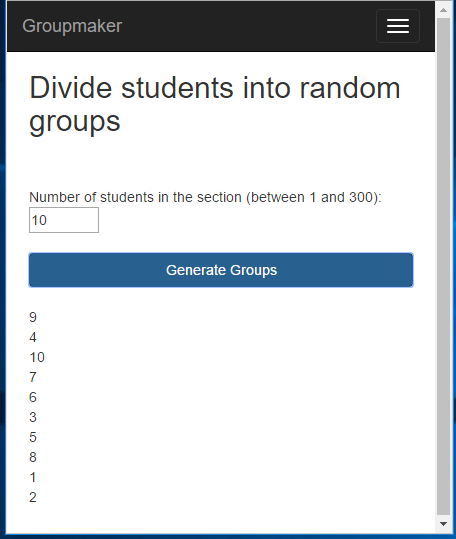 Groupmaker
Divide students into random
groups
Number of students in the section (between 1 and 300):
10
Generate Groups
9
4
10
7
6
3
5
8
1
2